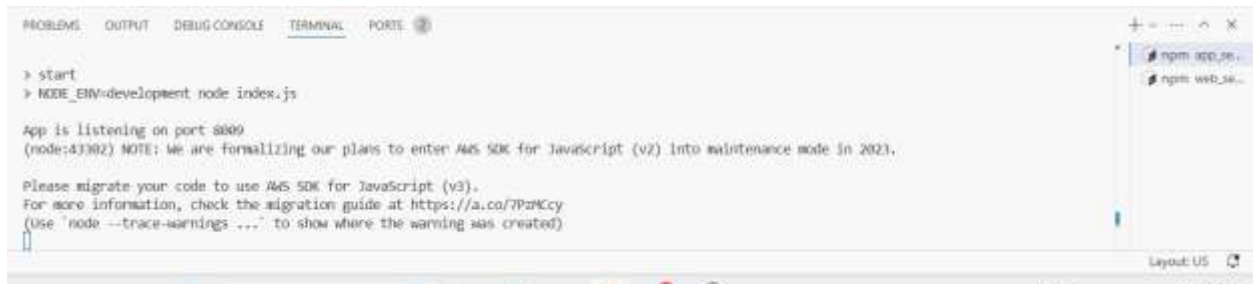 PROBLEMS OUTPUT DEBUG CONSOLE TERMINAL PORTS 2
> start
> NODE_ENV=development node index.js
App is listening on port 8009
(node:43302) NOTE: We are formalizing our plans to enter AWS SDK for JavaScript (v2) into maintenance mode in 2023.
Please migrate your code to use AWS SDK for JavaScript (v3).
For more information, check the migration guide at https://a.co/7PzMCcy
(Use `node --trace-warnings ...` to show where the warning was created)
npm: app_se...
npm: web_se...
Layout: US